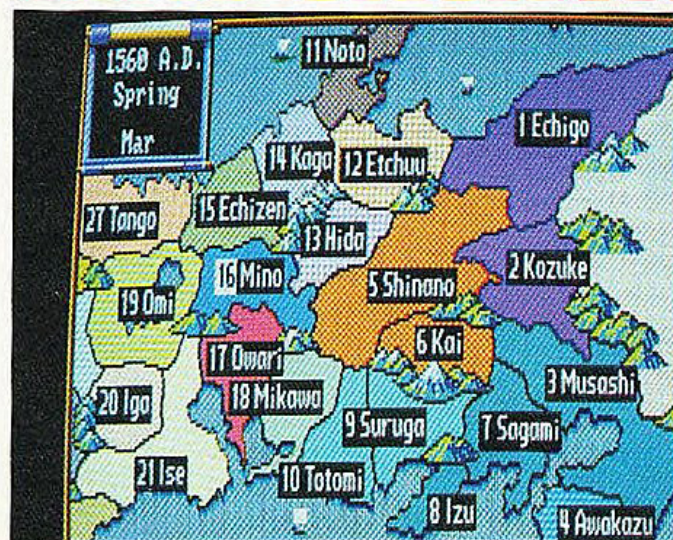 1560 A.D.
Spring
Mar
11 Noto
1 Echigo
14 Kaga
12 Etchuu
15 Echizen
27 Tango
13 Hida
2 Kozuke
16 Mino
5 Shinano
19 Omi
6 Kai
17 Owari
3 Musashi
20 Iga
18 Mikawa
9 Suruga
7 Sagami
21 Ise
10 Totomi
8 Izu
4 Awakazu